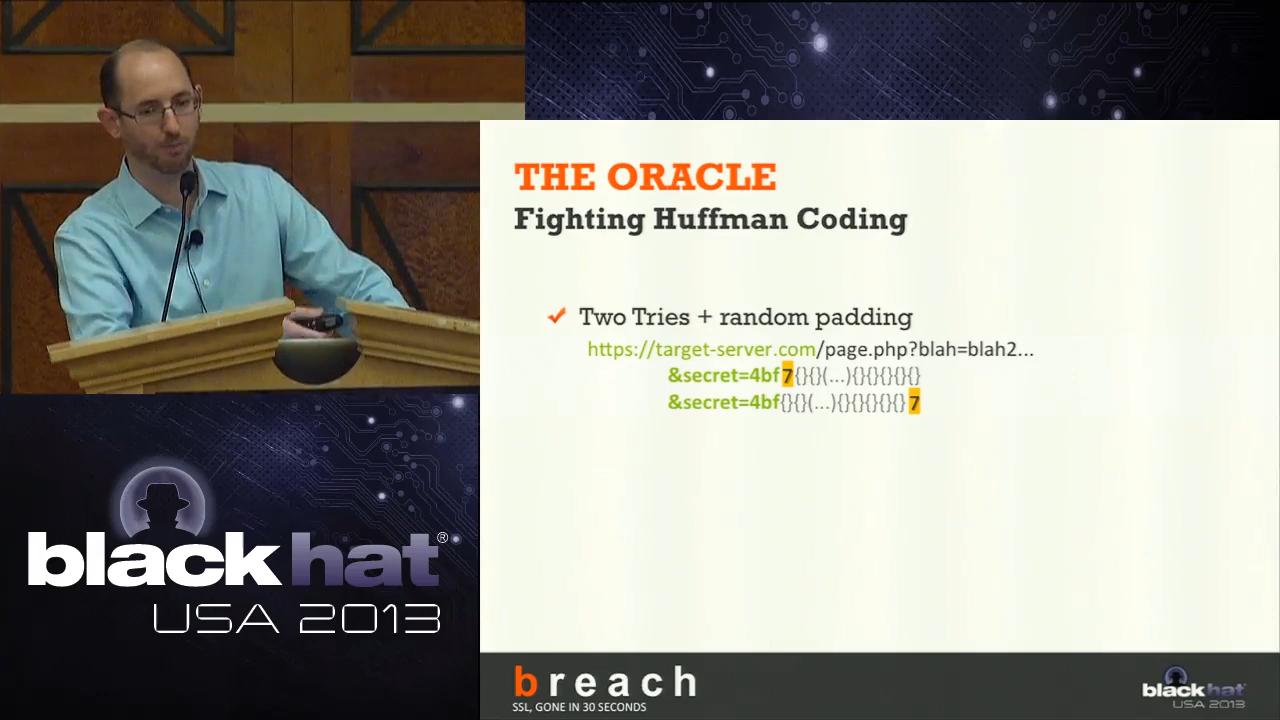 THE ORACLE
Fighting Huffman Coding
✓ Two Tries + random padding
https://target-server.com/page.php?blah=blah2...
&secret=4bf7{}{}(...){}{}{}{}{}
&secret=4bf{}{}(...){}{}{}{}{}7
black hat®
USA 2013
breach
SSL, GONE IN 30 SECONDS
black hat
USA 2013